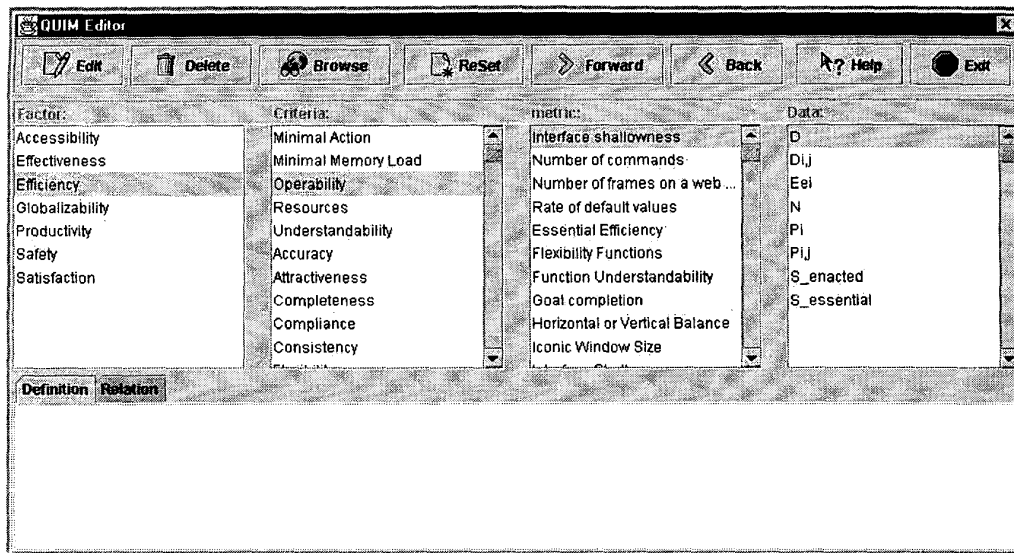 QUIM Editor
Edit Delete Browse ReSet Forward Back Help Exit
Factor:
Accessibility
Effectiveness
Efficiency
Globalizability
Productivity
Safety
Satisfaction
Criteria:
Minimal Action
Minimal Memory Load
Operability
Resources
Understandability
Accuracy
Attractiveness
Completeness
Compliance
Consistency
metric:
Interface shallowness
Number of commands
Number of frames on a web ...
Rate of default values
Essential Efficiency
Flexibility Functions
Function Understandability
Goal completion
Horizontal or Vertical Balance
Iconic Window Size
Data:
D
Di,j
Eei
N
Pi
Pi,j
S_enacted
S_essential
Definition Relation